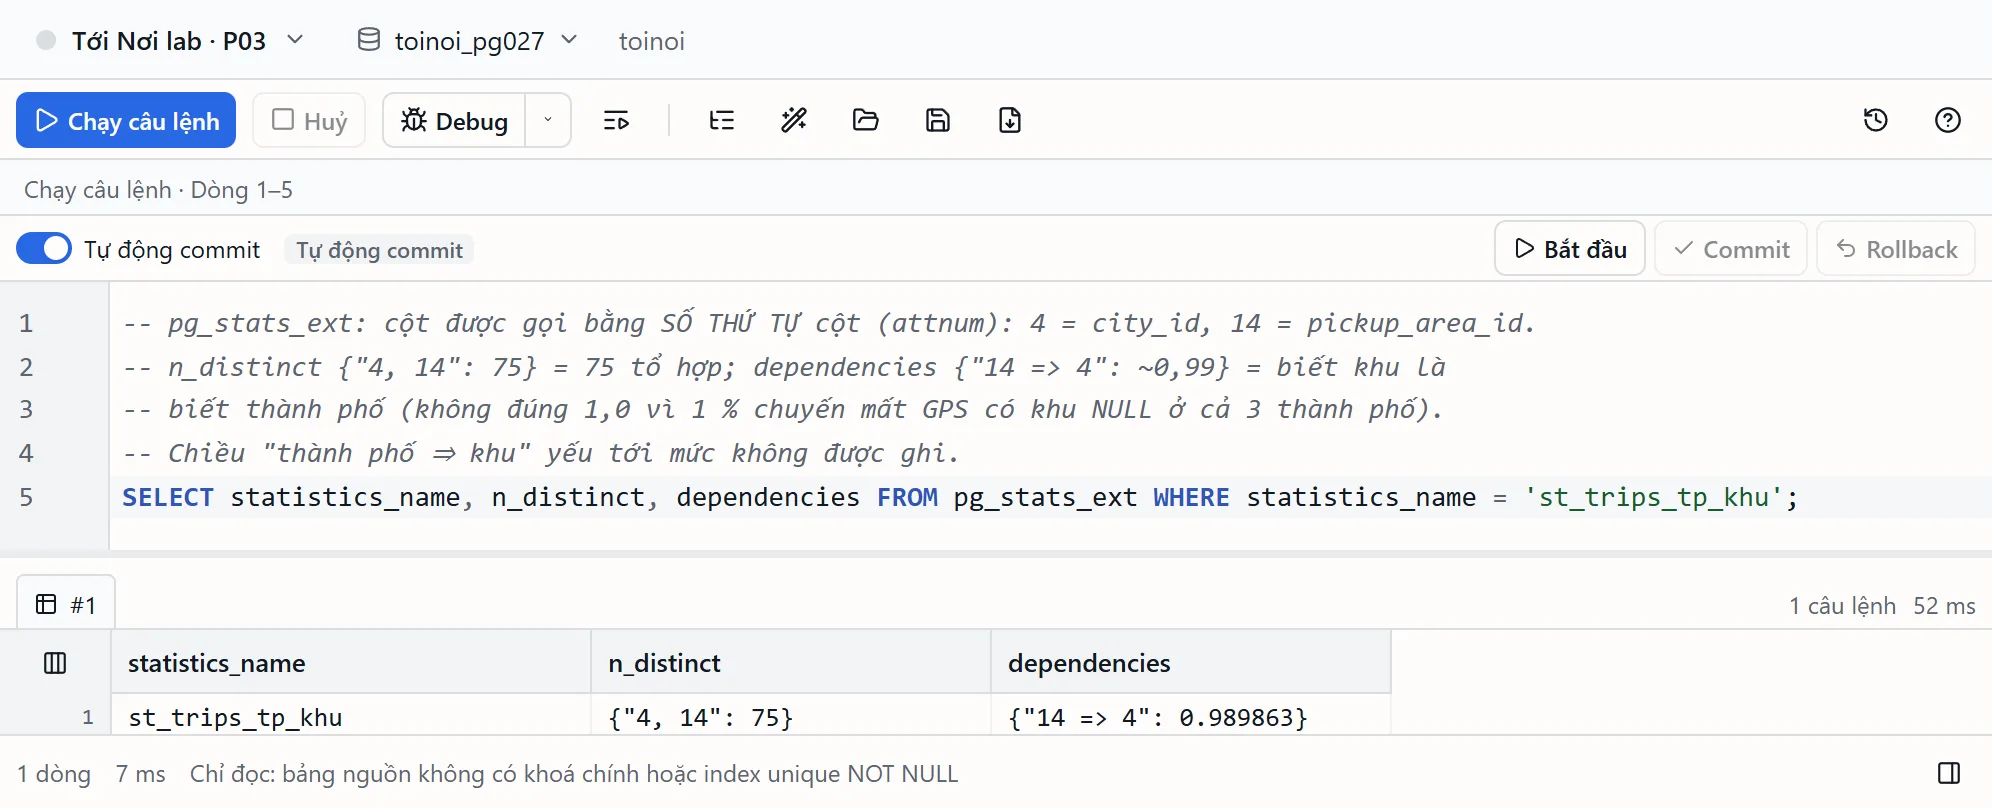 Tới Nơi lab · P03 toinoi_pg027 toinoi
Chạy câu lệnh Huỷ Debug
Chạy câu lệnh · Dòng 1–5
Tự động commit Tự động commit Bắt đầu Commit Rollback
1 -- pg_stats_ext: cột được gọi bằng SỐ THỨ TỰ cột (attnum): 4 = city_id, 14 = pickup_area_id.
2 -- n_distinct {"4, 14": 75} = 75 tổ hợp; dependencies {"14 => 4": ~0,99} = biết khu là
3 -- biết thành phố (không đúng 1,0 vì 1 % chuyến mất GPS có khu NULL ở cả 3 thành phố).
4 -- Chiều "thành phố ⇒ khu" yếu tới mức không được ghi.
5 SELECT statistics_name, n_distinct, dependencies FROM pg_stats_ext WHERE statistics_name = 'st_trips_tp_khu';
#1 1 câu lệnh 52 ms
statistics_name n_distinct dependencies
1 st_trips_tp_khu {"4, 14": 75} {"14 => 4": 0.989863}
1 dòng 7 ms Chỉ đọc: bảng nguồn không có khoá chính hoặc index unique NOT NULL